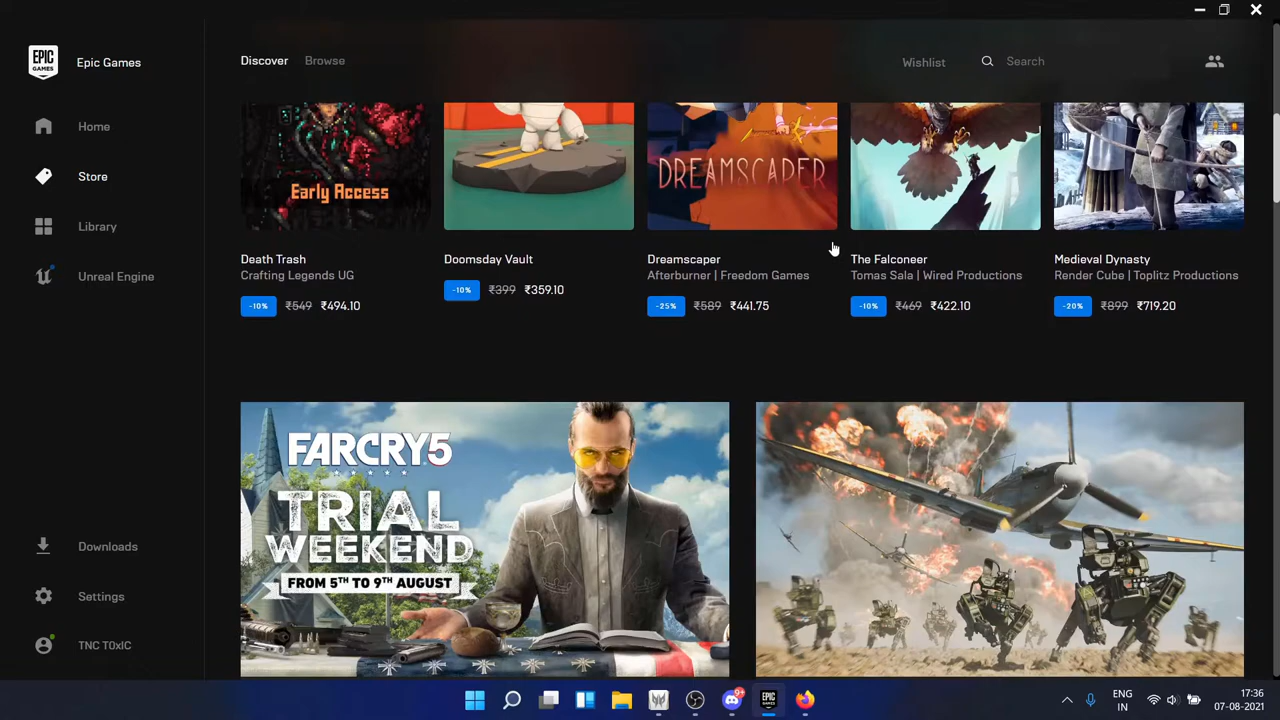 EPIC
GAMES
Epic Games
Discover
Browse
Wishlist
Search
Home
Store
Library
Unreal Engine
Downloads
Settings
TNC T0xIC
Early Access
DREAMSCAPER
Death Trash
Crafting Legends UG
-10% ₹549 ₹494.10
Doomsday Vault
-10% ₹399 ₹359.10
Dreamscaper
Afterburner | Freedom Games
-25% ₹589 ₹441.75
The Falconeer
Tomas Sala | Wired Productions
-10% ₹469 ₹422.10
Medieval Dynasty
Render Cube | Toplitz Productions
-20% ₹899 ₹719.20
FARCRY5
TRIAL
WEEKEND
FROM 5TH TO 9TH AUGUST
9+
EPIC
ENG
IN
17:36
07-08-2021